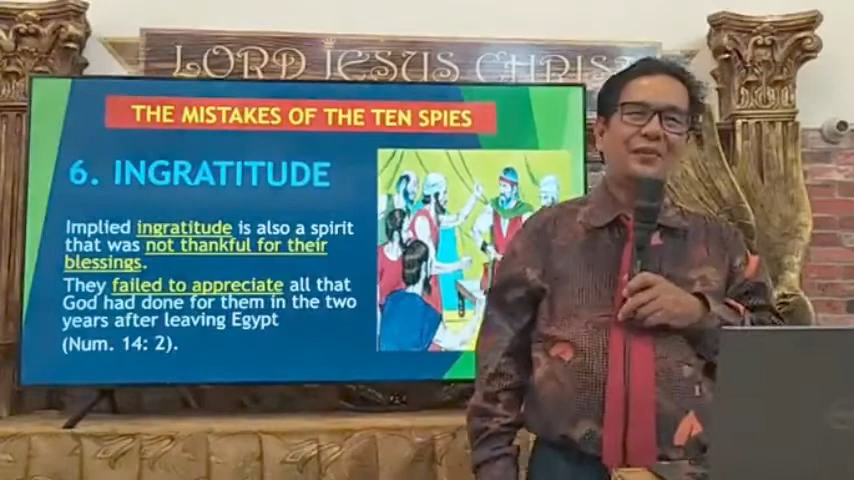 LORD JESUS CHRIST
THE MISTAKES OF THE TEN SPIES
6. INGRATITUDE
Implied ingratitude is also a spirit
that was not thankful for their
blessings.
They failed to appreciate all that
God had done for them in the two
years after leaving Egypt
(Num. 14: 2).